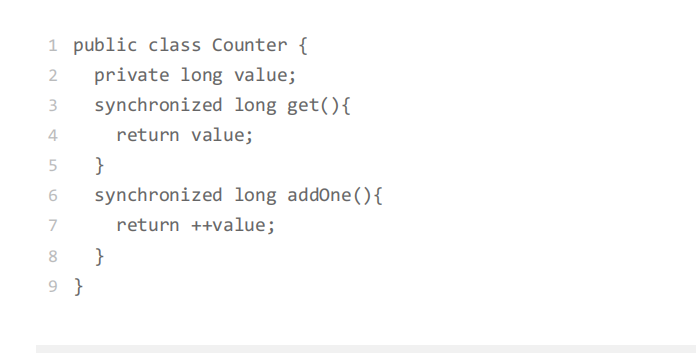 1 public class Counter {
2   private long value;
3   synchronized long get(){
4     return value;
5   }
6   synchronized long addOne(){
7     return ++value;
8   }
9 }